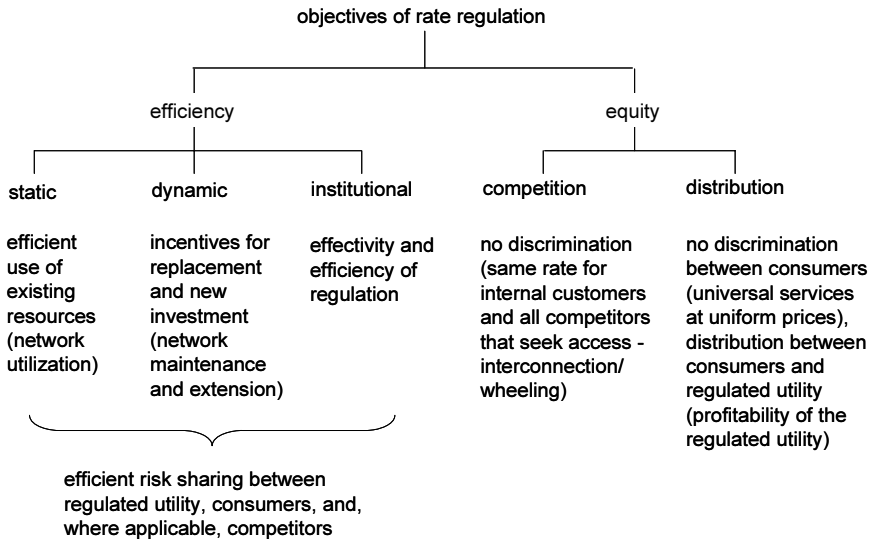 objectives of rate regulation
efficiency
equity
static
dynamic
institutional
competition
distribution
efficient
use of
existing
resources
(network
utilization)
incentives for
replacement
and new
investment
(network
maintenance
and extension)
effectivity and
efficiency of
regulation
no discrimination
(same rate for
internal customers
and all competitors
that seek access -
interconnection/
wheeling)
no discrimination
between consumers
(universal services
at uniform prices),
distribution between
consumers and
regulated utility
(profitability of the
regulated utility)
efficient risk sharing between
regulated utility, consumers, and,
where applicable, competitors